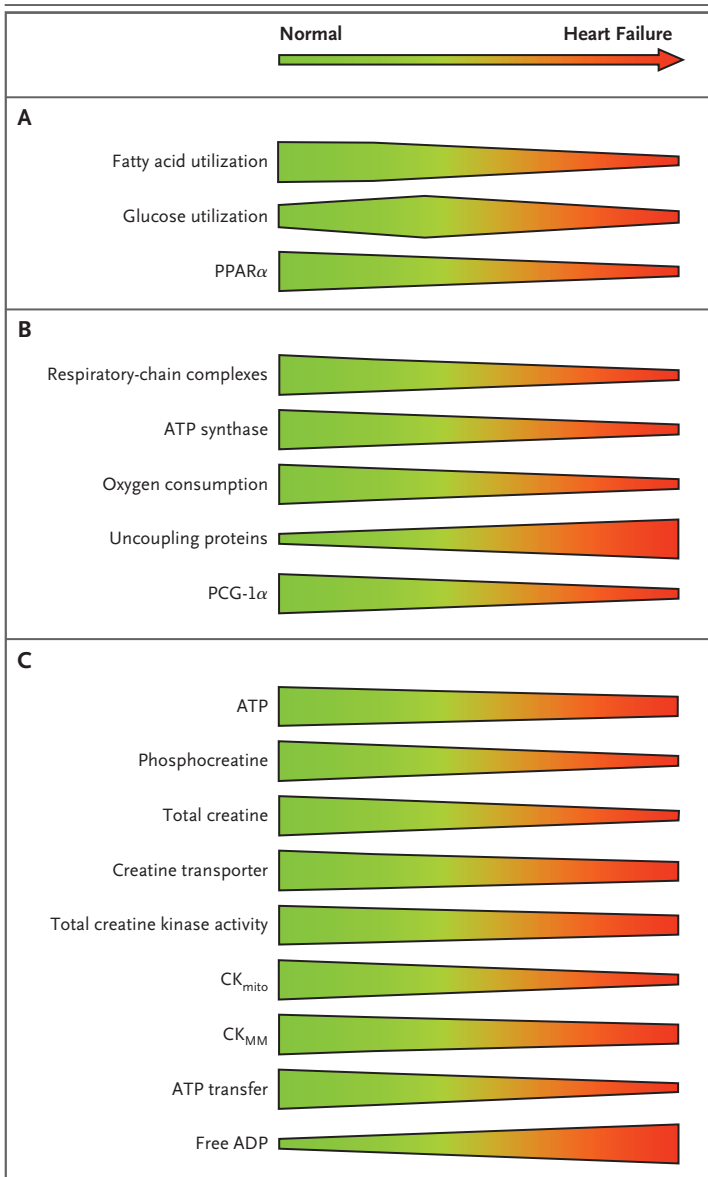 Normal Heart Failure
A
Fatty acid utilization
Glucose utilization
PPARα
B
Respiratory-chain complexes
ATP synthase
Oxygen consumption
Uncoupling proteins
PCG-1α
C
ATP
Phosphocreatine
Total creatine
Creatine transporter
Total creatine kinase activity
CKmito
CKMM
ATP transfer
Free ADP